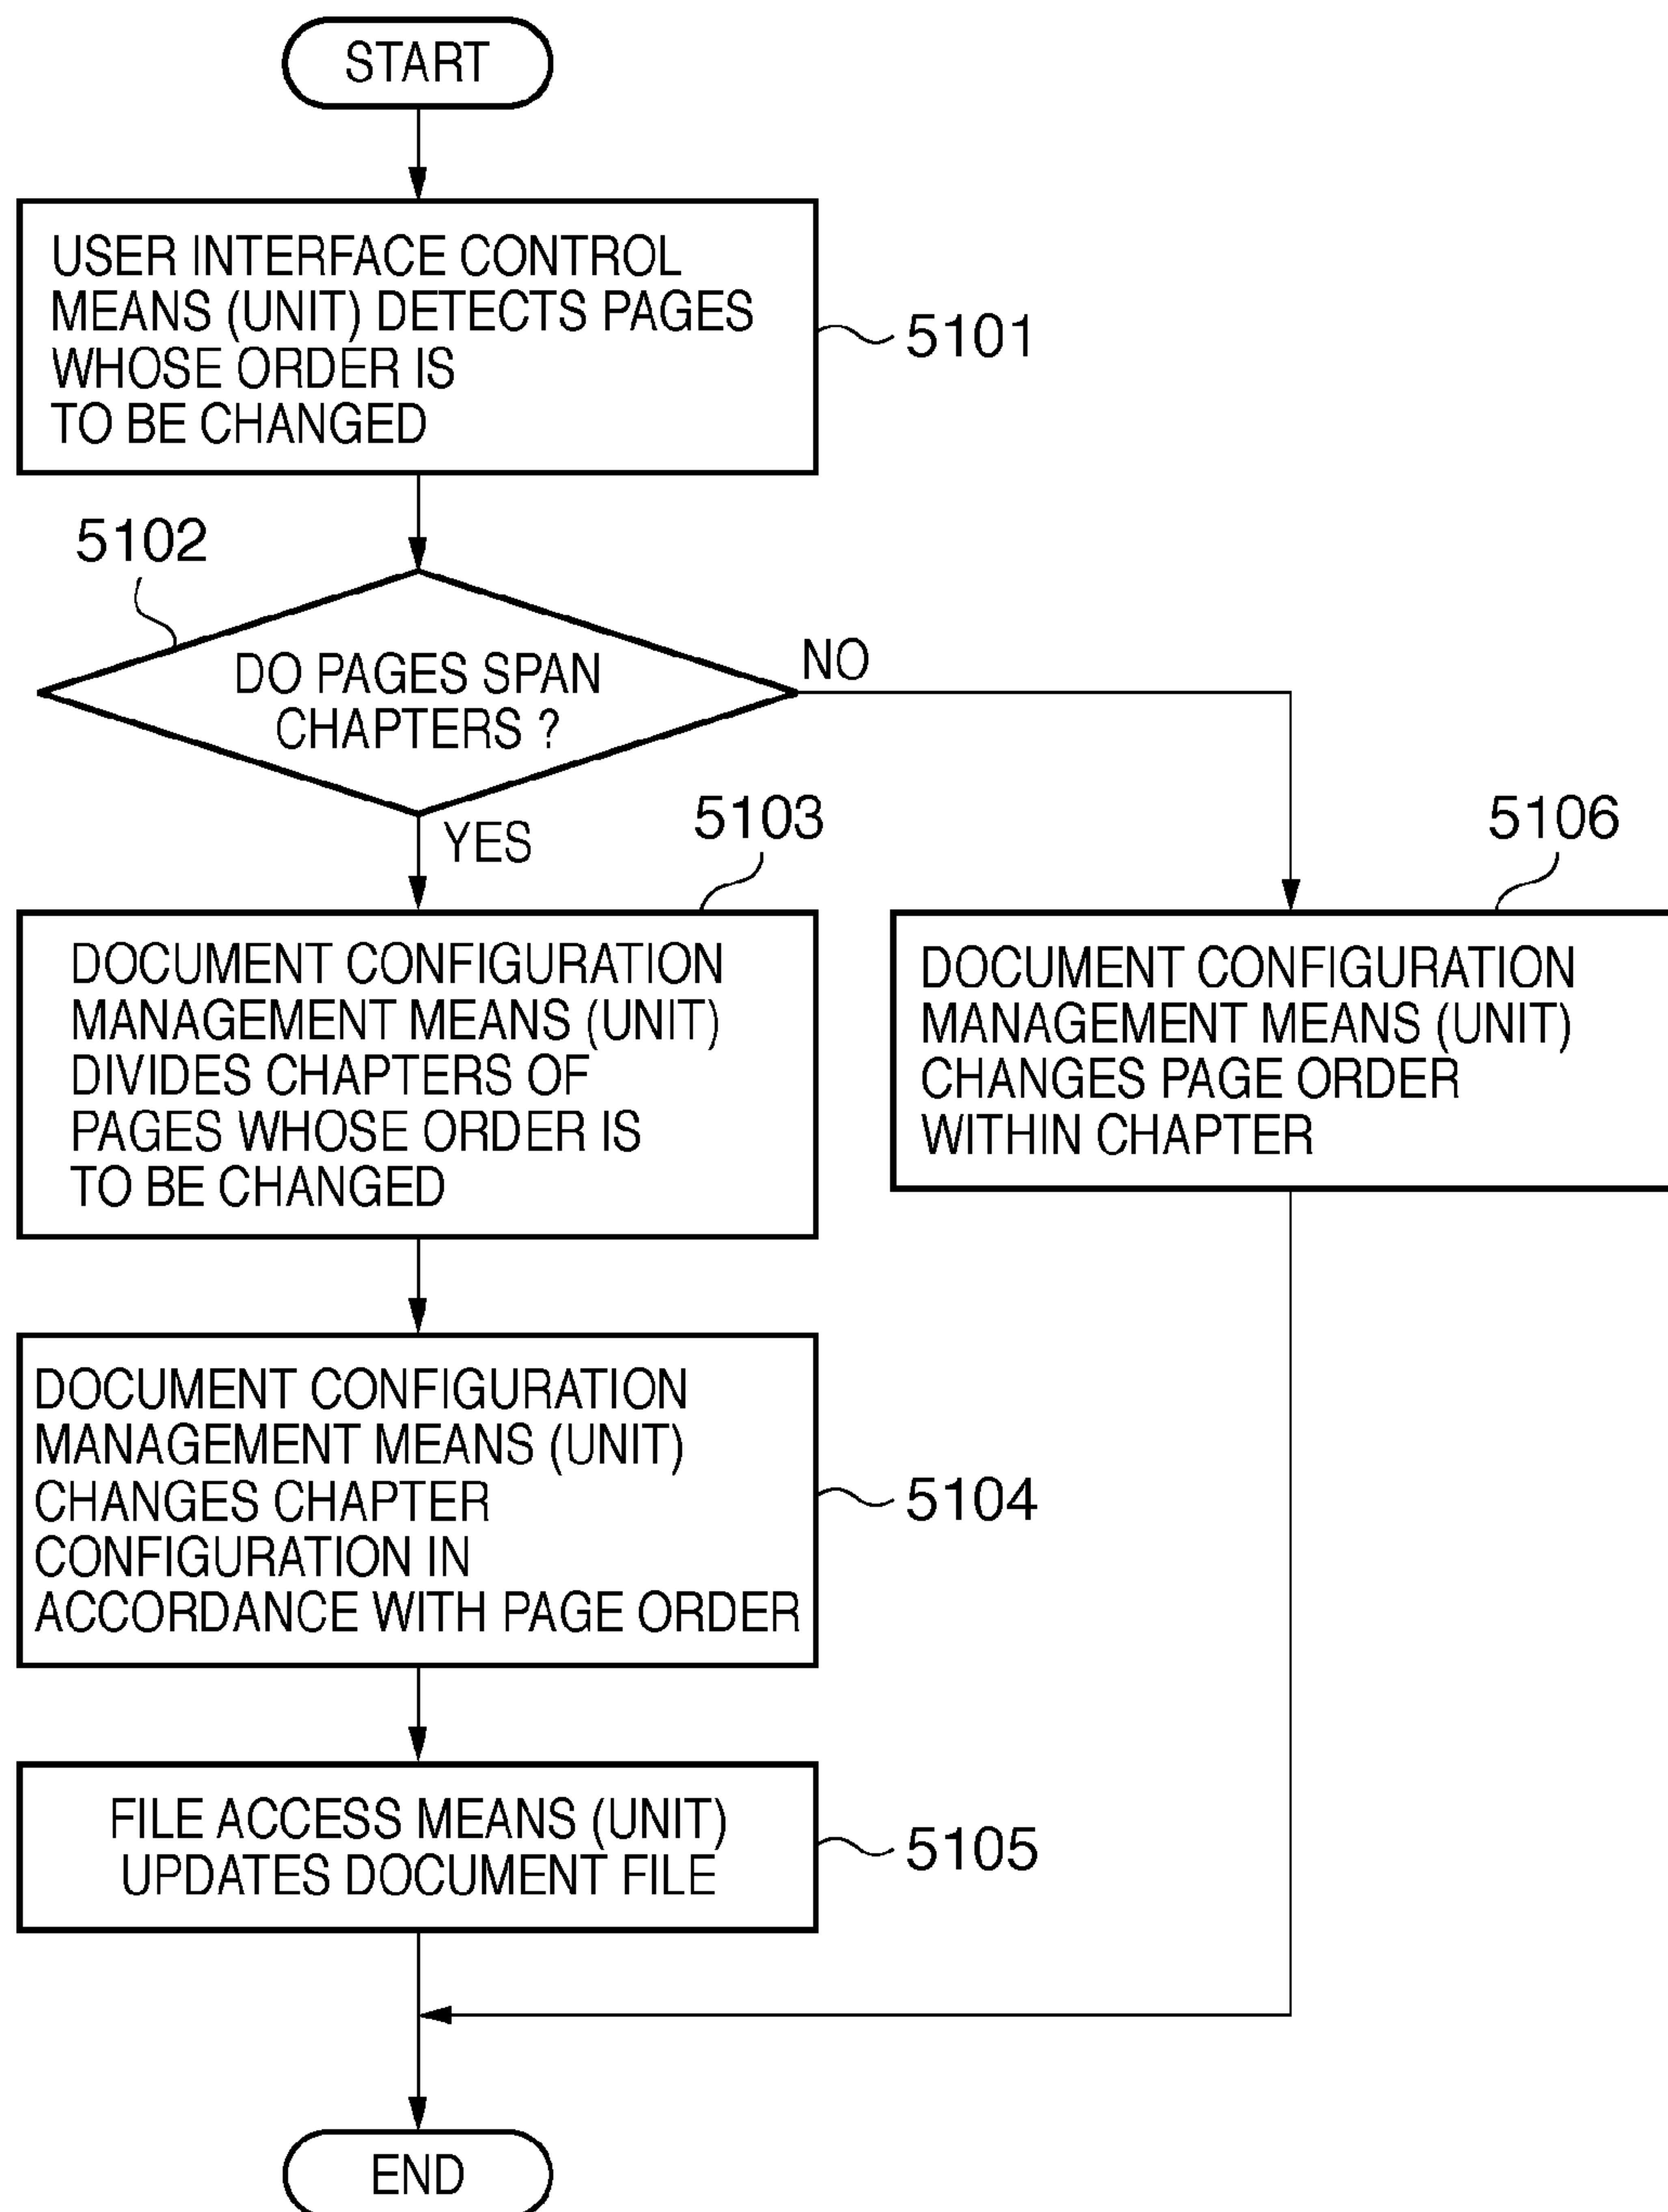 START
USER INTERFACE CONTROL
MEANS (UNIT) DETECTS PAGES
WHOSE ORDER IS
TO BE CHANGED
5101
5102
DO PAGES SPAN
CHAPTERS ?
NO
YES
5103
5106
DOCUMENT CONFIGURATION
MANAGEMENT MEANS (UNIT)
DIVIDES CHAPTERS OF
PAGES WHOSE ORDER IS
TO BE CHANGED
DOCUMENT CONFIGURATION
MANAGEMENT MEANS (UNIT)
CHANGES PAGE ORDER
WITHIN CHAPTER
DOCUMENT CONFIGURATION
MANAGEMENT MEANS (UNIT)
CHANGES CHAPTER
CONFIGURATION IN
ACCORDANCE WITH PAGE ORDER
5104
FILE ACCESS MEANS (UNIT)
UPDATES DOCUMENT FILE
5105
END